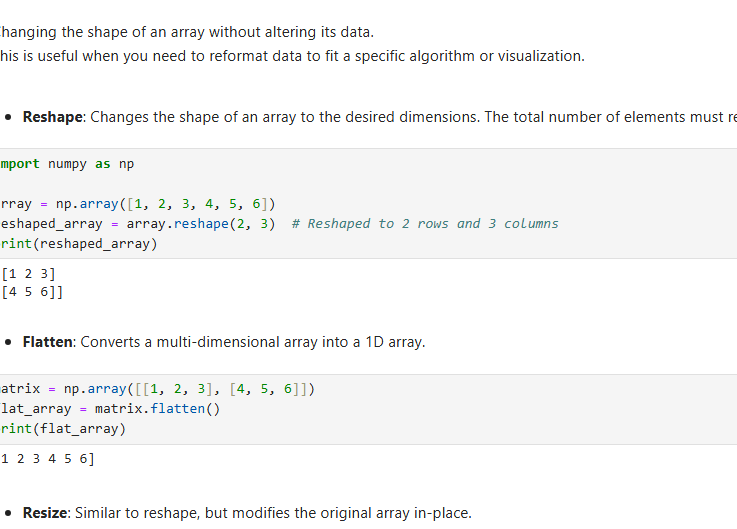 hanging the shape of an array without altering its data.
his is useful when you need to reformat data to fit a specific algorithm or visualization.
• Reshape: Changes the shape of an array to the desired dimensions. The total number of elements must re
mport numpy as np
rray = np.array([1, 2, 3, 4, 5, 6])
eshaped_array = array.reshape(2, 3)  # Reshaped to 2 rows and 3 columns
rint(reshaped_array)
[1 2 3]
[4 5 6]]
• Flatten: Converts a multi-dimensional array into a 1D array.
atrix = np.array([[1, 2, 3], [4, 5, 6]])
lat_array = matrix.flatten()
rint(flat_array)
1 2 3 4 5 6]
• Resize: Similar to reshape, but modifies the original array in-place.